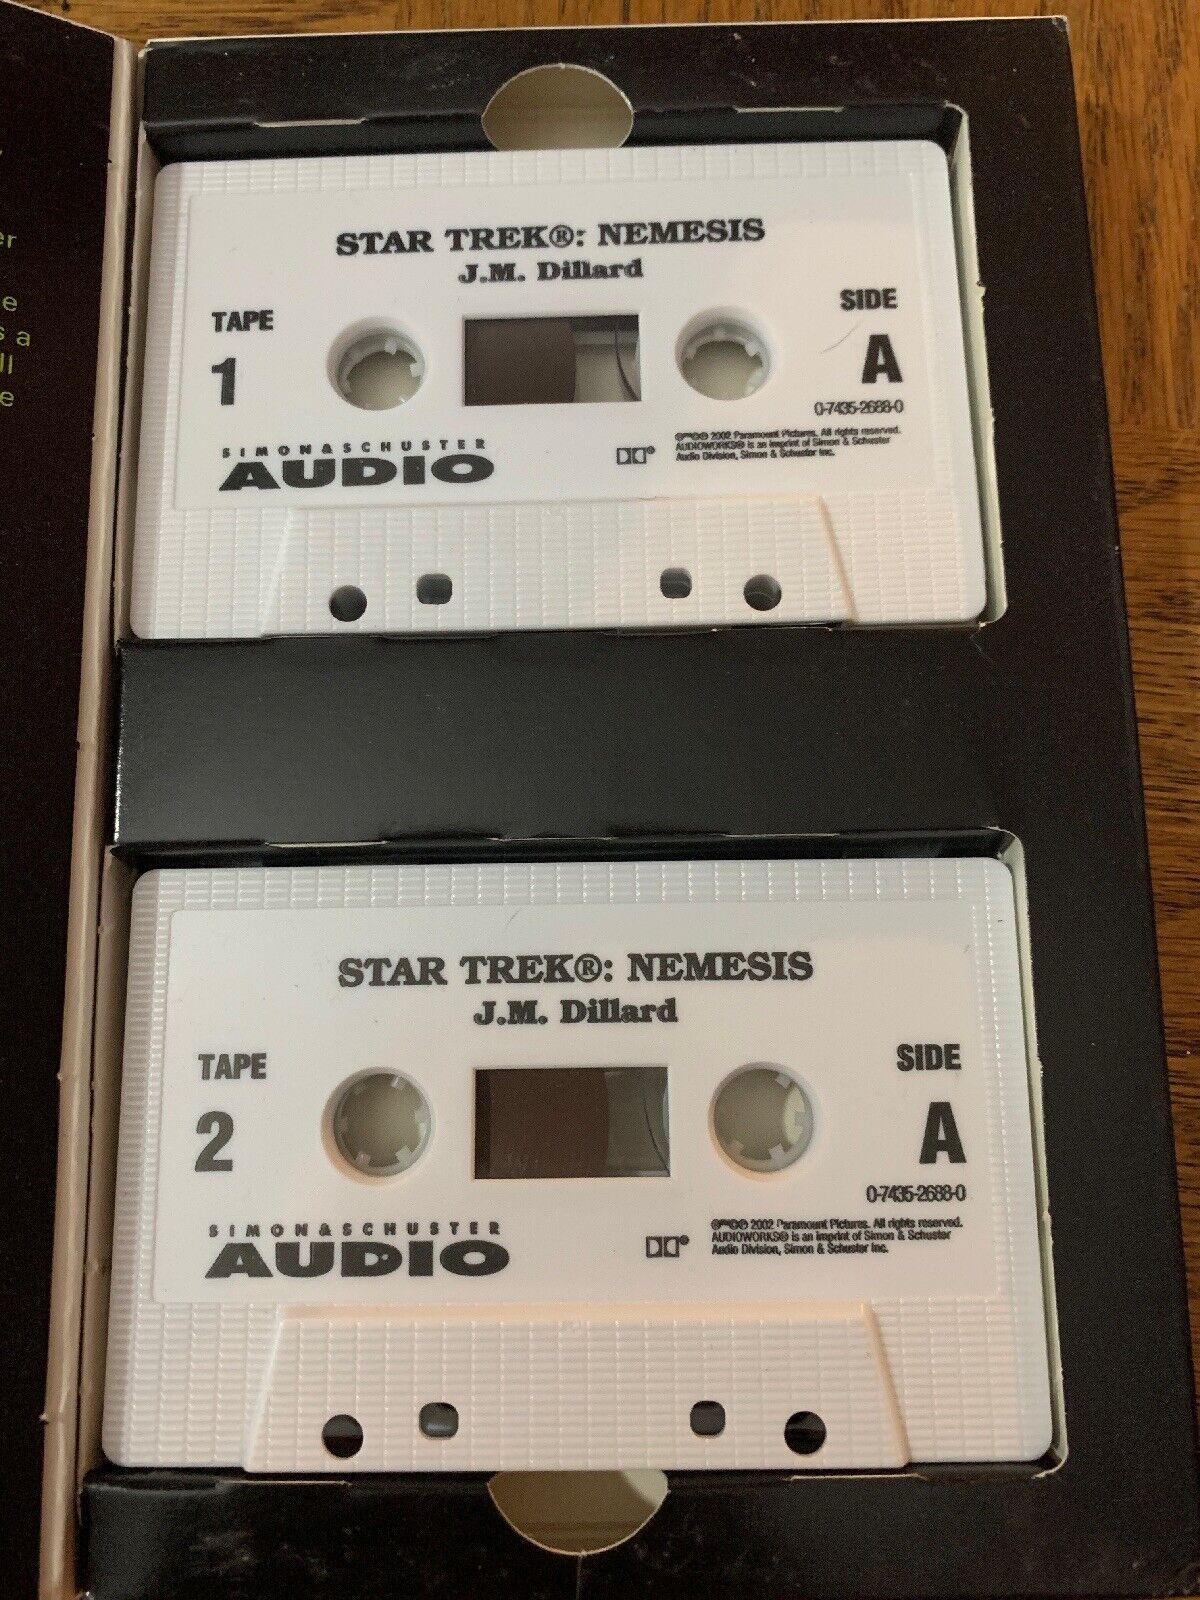 er
e
s a
ll
e
STAR TREK®: NEMESIS
J.M. Dillard
TAPE
1
SIDE
A
0-7435-2688-0
SIMON & SCHUSTER
AUDIO
2002 Paramount Pictures. All rights reserved.
AUDIOWORKS® is an imprint of Simon & Schuster
Audio Division, Simon & Schuster Inc.
STAR TREK®: NEMESIS
J.M. Dillard
TAPE
2
SIDE
A
0-7435-2688-0
SIMON & SCHUSTER
AUDIO
2002 Paramount Pictures. All rights reserved.
AUDIOWORKS® is an imprint of Simon & Schuster
Audio Division, Simon & Schuster Inc.